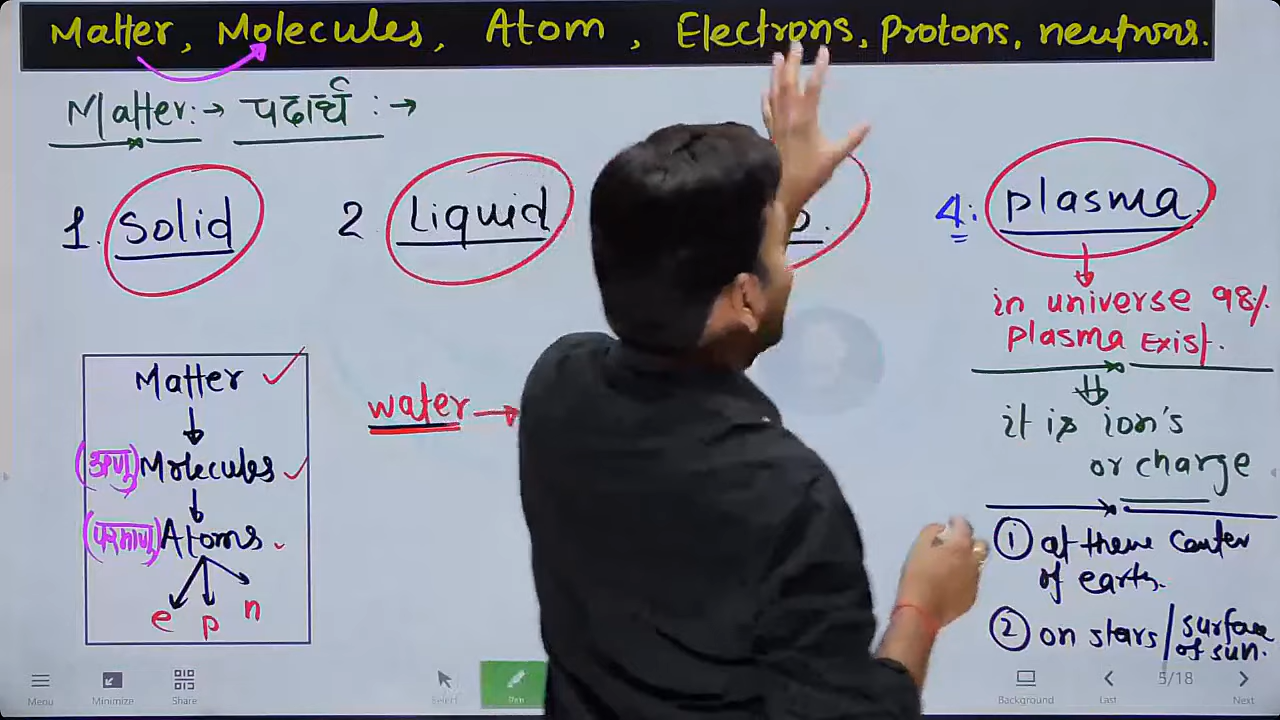 Matter, Molecules, Atom, Electrons, Protons, neutrons.
Matter:→ पदार्थ :→
1. Solid
2 Liquid
4: plasma.
in universe 98%
plasma Exist.
it is ion's
or charge
① at there Center
of earth.
② on stars/surface
of sun.
Matter
(अणु) Molecules
(परमाणु) Atoms
e p n
water →
Menu
Minimize
Share
Select
Pen
Background
Last
5/18
Next